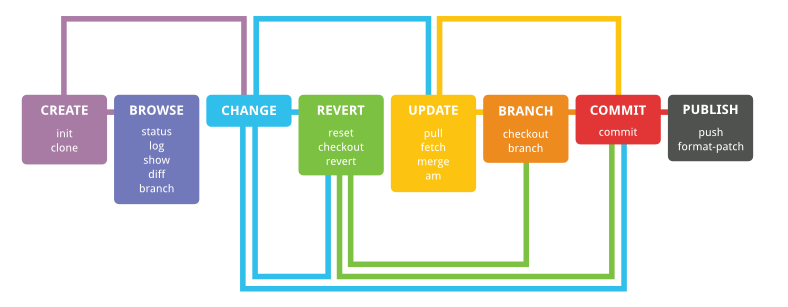 CREATE
init
clone
BROWSE
status
log
show
diff
branch
CHANGE
REVERT
reset
checkout
revert
UPDATE
pull
fetch
merge
am
BRANCH
checkout
branch
COMMIT
commit
PUBLISH
push
format-patch